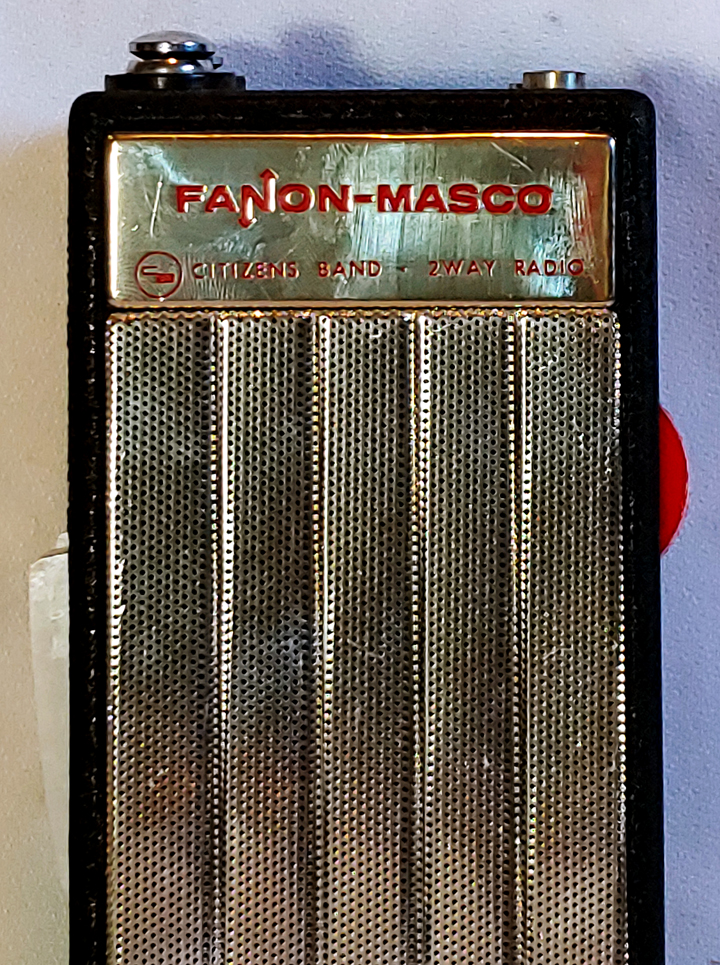 FANON-MASCO
CITIZENS BAND - 2WAY RADIO